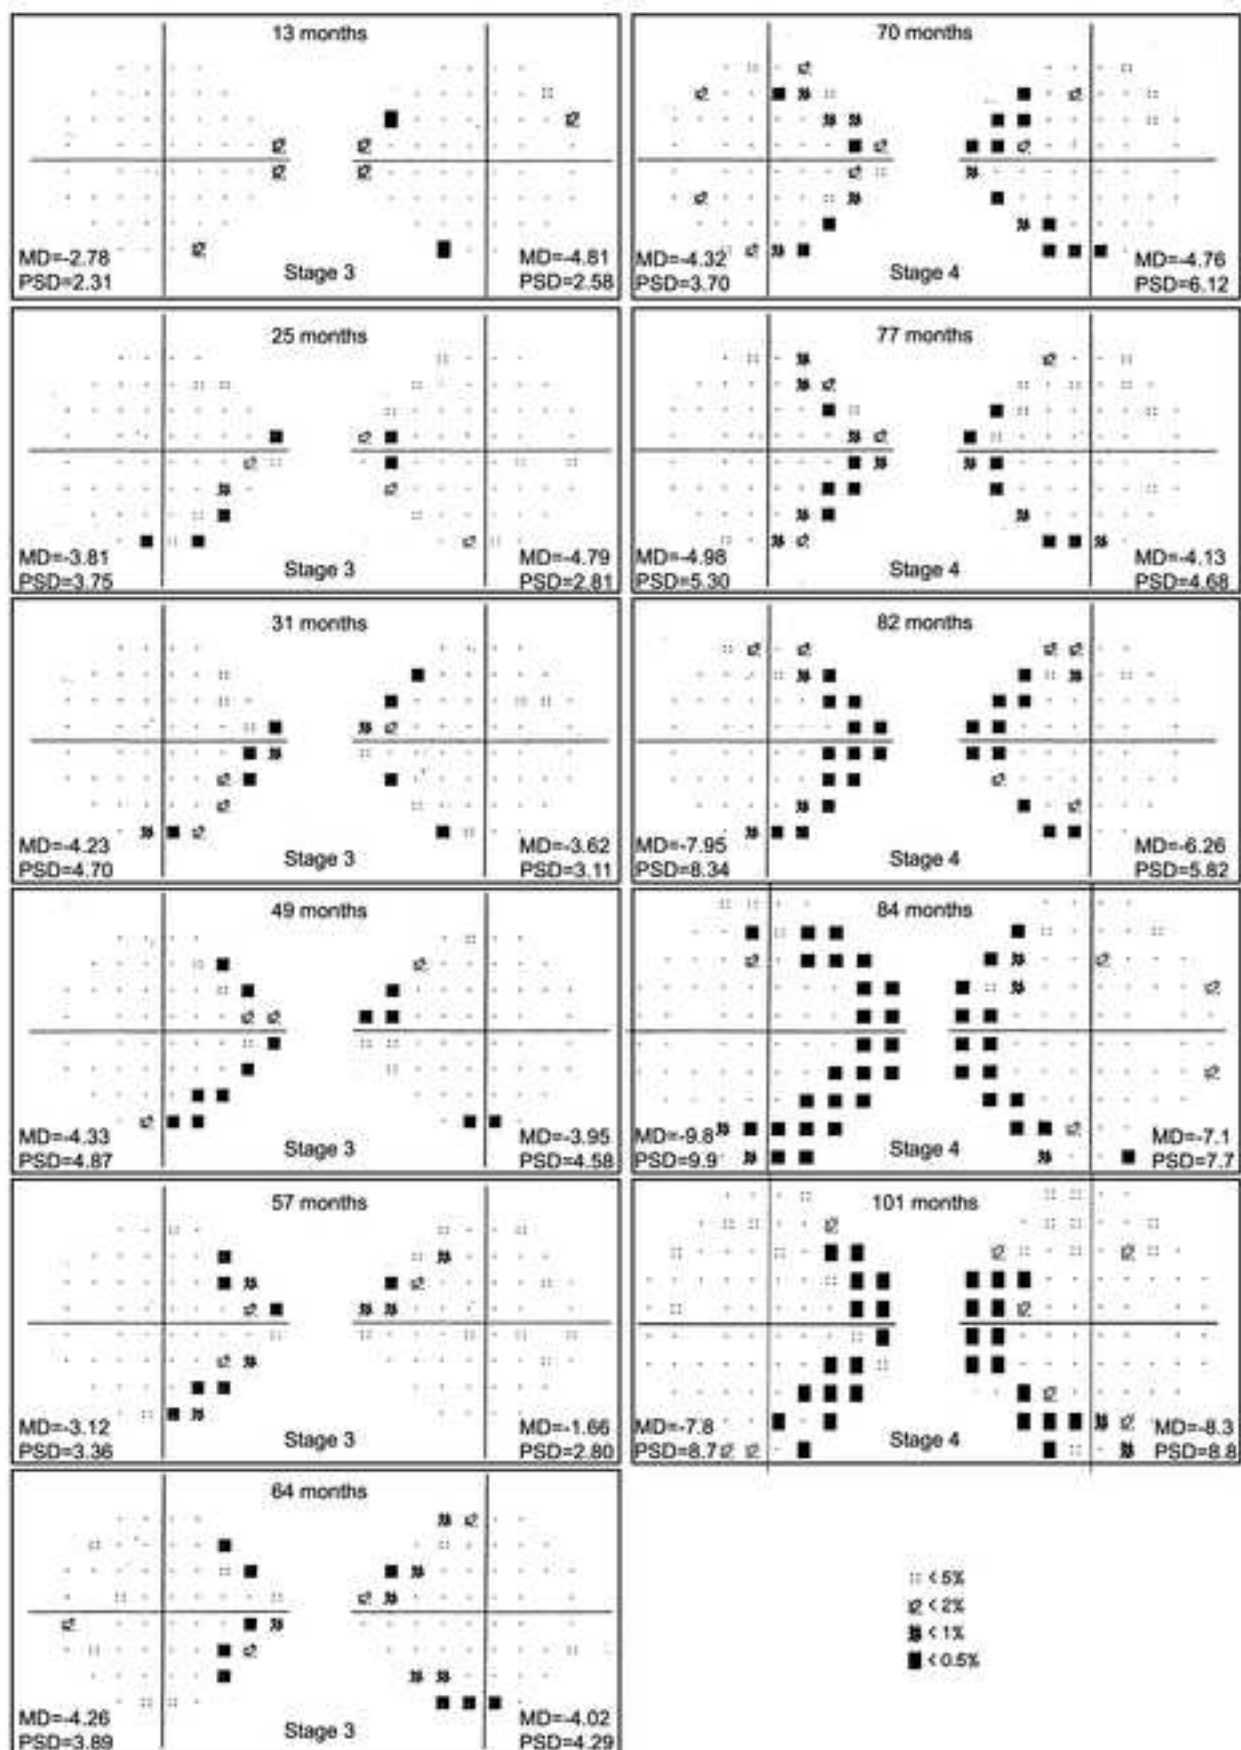 13 months
MD=-2.78
PSD=2.31
Stage 3
MD=-4.81
PSD=2.58
25 months
MD=-3.81
PSD=3.75
Stage 3
MD=-4.79
PSD=2.81
31 months
MD=-4.23
PSD=4.70
Stage 3
MD=-3.62
PSD=3.11
49 months
MD=-4.33
PSD=4.87
Stage 3
MD=-3.95
PSD=4.58
57 months
MD=-3.12
PSD=3.36
Stage 3
MD=-1.66
PSD=2.80
64 months
MD=-4.26
PSD=3.89
Stage 3
MD=-4.02
PSD=4.29
70 months
MD=-4.32
PSD=3.70
Stage 4
MD=-4.76
PSD=6.12
77 months
MD=-4.98
PSD=5.30
Stage 4
MD=-4.13
PSD=4.68
82 months
MD=-7.95
PSD=8.34
Stage 4
MD=-6.26
PSD=5.82
84 months
MD=-9.8
PSD=9.9
Stage 4
MD=-7.1
PSD=7.7
101 months
MD=-7.8
PSD=8.7
Stage 4
MD=-8.3
PSD=8.8
< 5%
< 2%
< 1%
< 0.5%